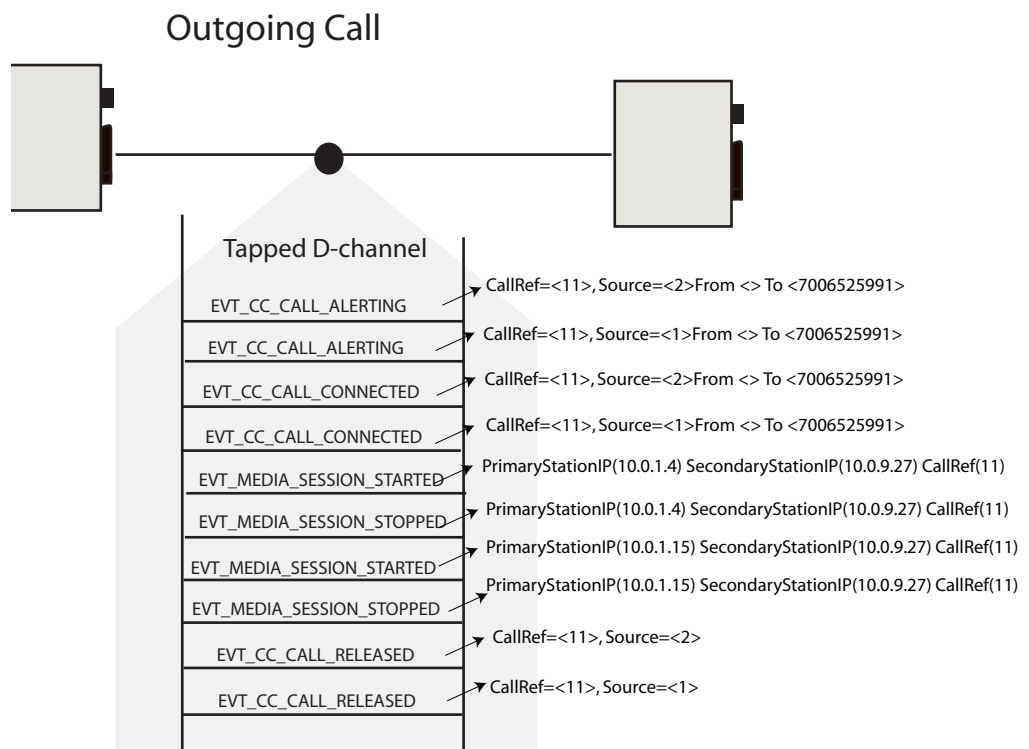 Outgoing Call
Tapped D-channel
EVT_CC_CALL_ALERTING
CallRef=<11>, Source=<2>From <> To <7006525991>
EVT_CC_CALL_ALERTING
CallRef=<11>, Source=<1>From <> To <7006525991>
EVT_CC_CALL_CONNECTED
CallRef=<11>, Source=<2>From <> To <7006525991>
EVT_CC_CALL_CONNECTED
CallRef=<11>, Source=<1>From <> To <7006525991>
EVT_MEDIA_SESSION_STARTED
PrimaryStationIP(10.0.1.4) SecondaryStationIP(10.0.9.27) CallRef(11)
EVT_MEDIA_SESSION_STOPPED
PrimaryStationIP(10.0.1.4) SecondaryStationIP(10.0.9.27) CallRef(11)
EVT_MEDIA_SESSION_STARTED
PrimaryStationIP(10.0.1.15) SecondaryStationIP(10.0.9.27) CallRef(11)
EVT_MEDIA_SESSION_STOPPED
PrimaryStationIP(10.0.1.15) SecondaryStationIP(10.0.9.27) CallRef(11)
EVT_CC_CALL_RELEASED
CallRef=<11>, Source=<2>
EVT_CC_CALL_RELEASED
CallRef=<11>, Source=<1>